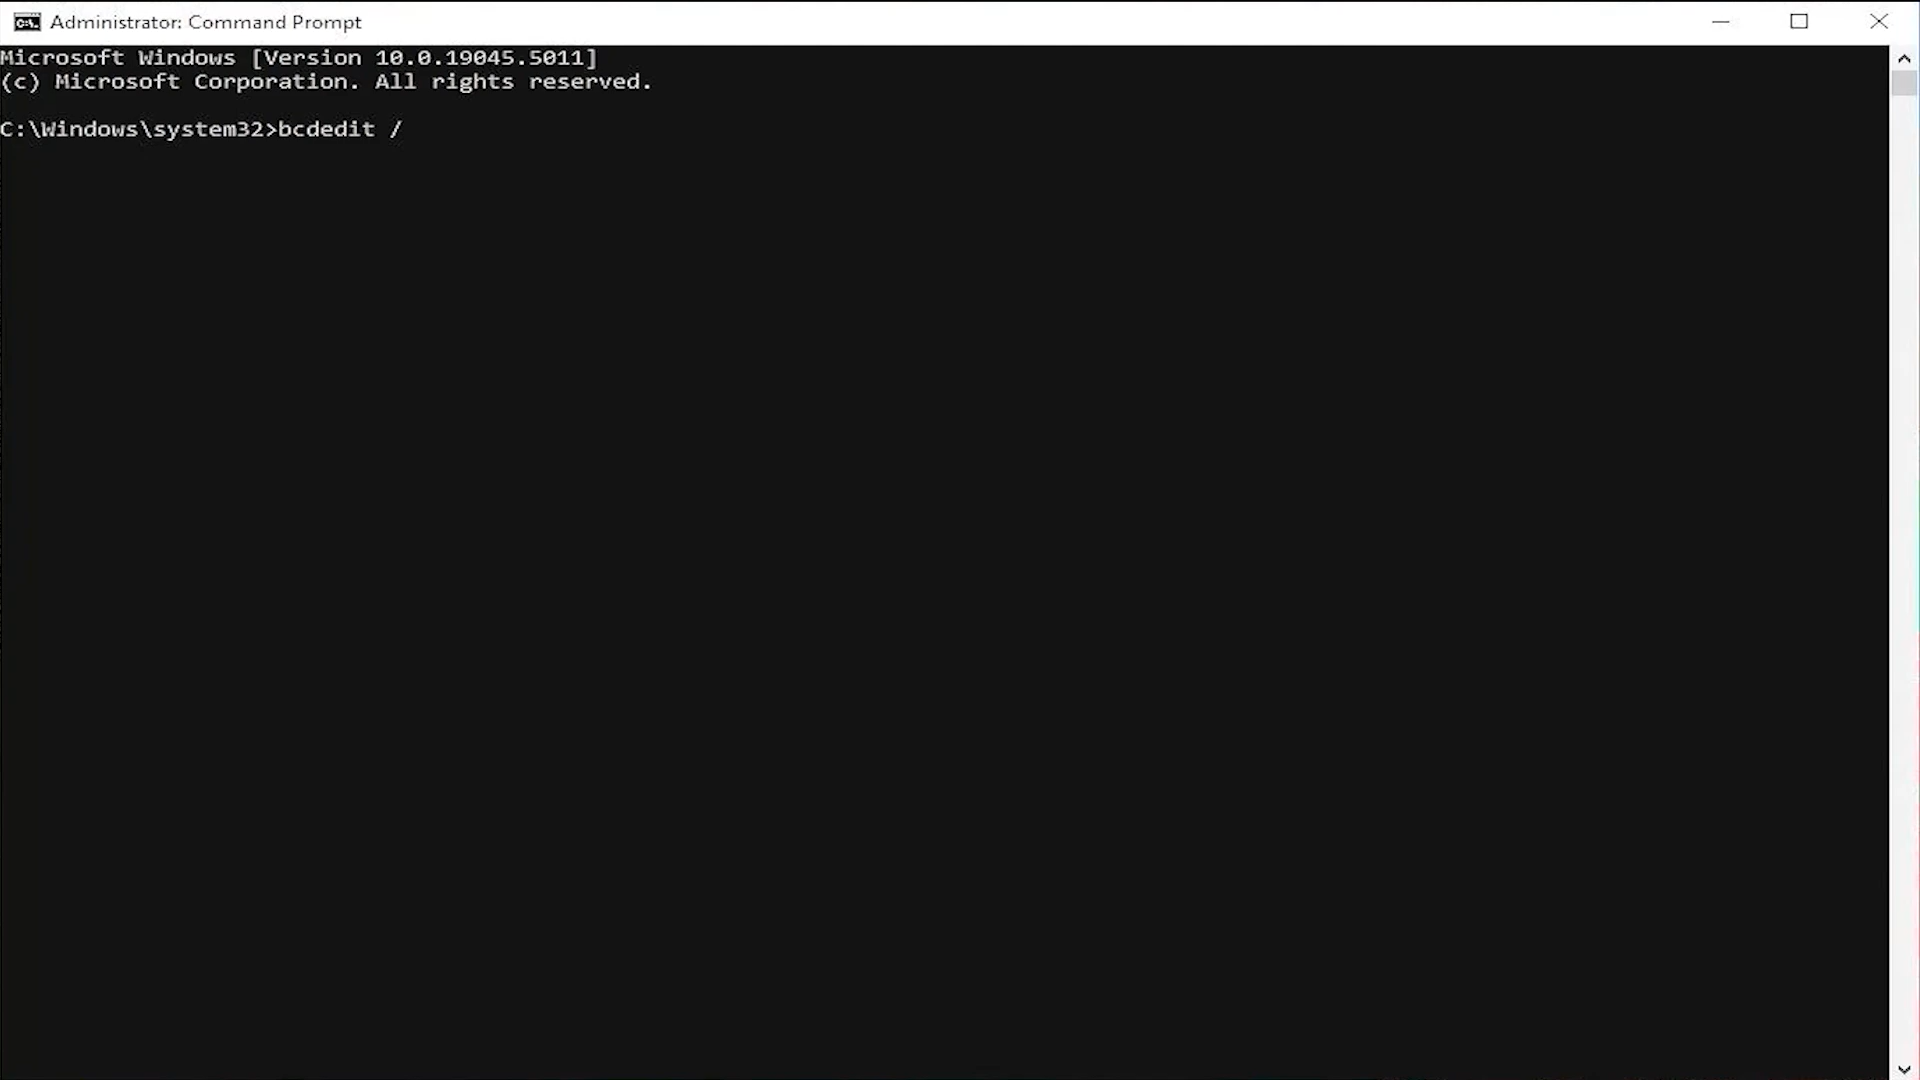 Administrator: Command Prompt
Microsoft Windows [Version 10.0.19045.5011]
(c) Microsoft Corporation. All rights reserved.
C:\Windows\system32>bcdedit /